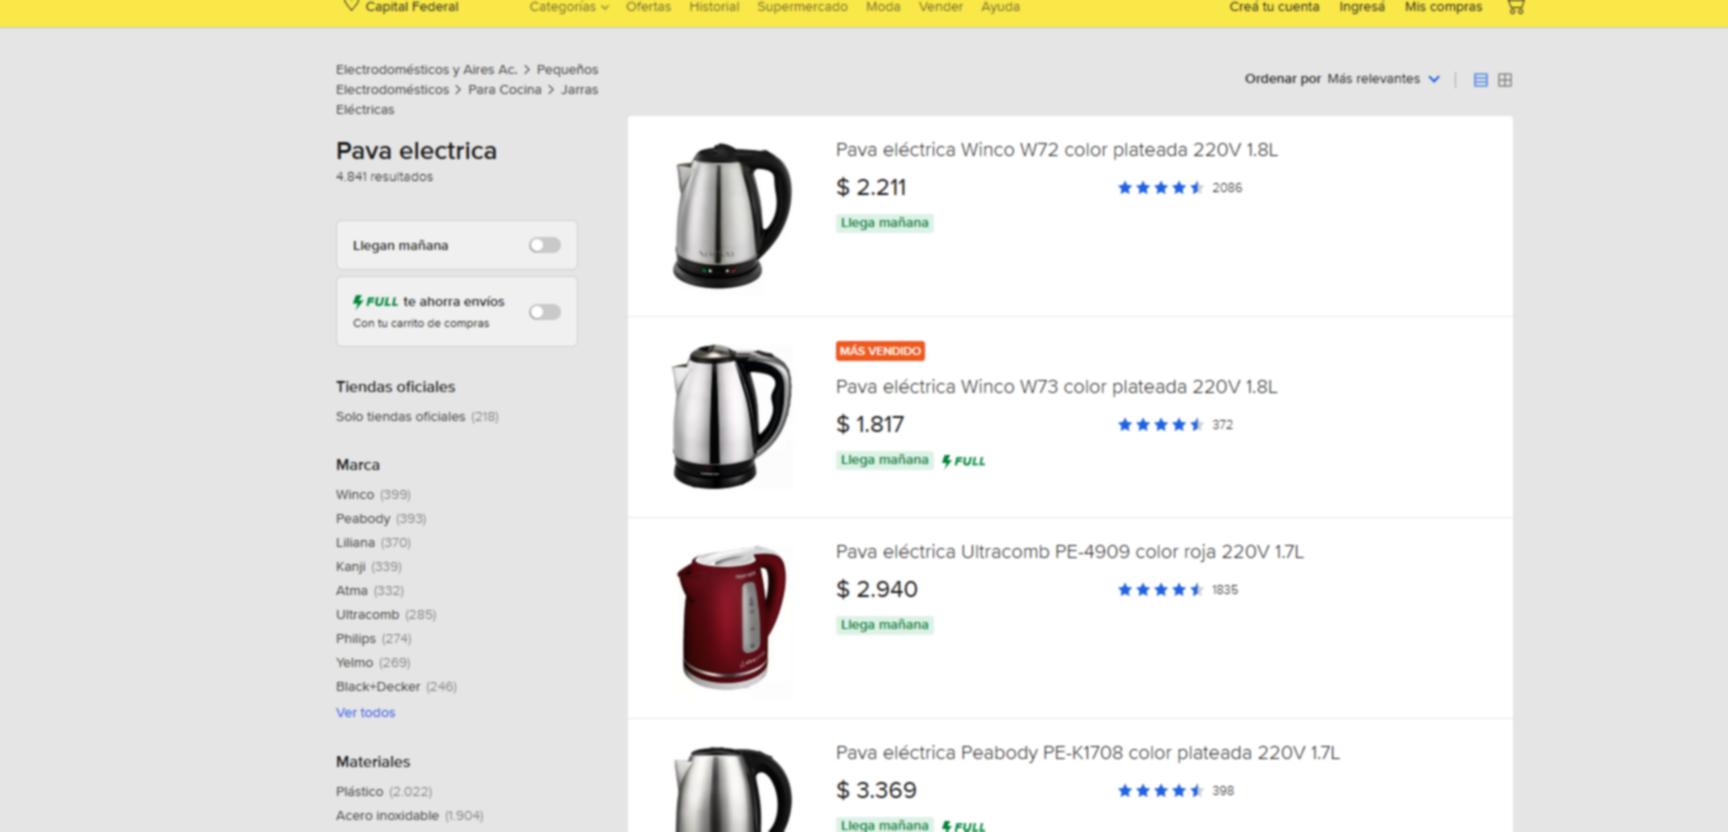 Capital Federal
Categorías Ofertas Historial Supermercado Moda Vender Ayuda
Creá tu cuenta Ingresá Mis compras
Electrodomésticos y Aires Ac. > Pequeños
Electrodomésticos > Para Cocina > Jarras
Eléctricas
Pava electrica
4.841 resultados
Ordenar por Más relevantes
Llegan mañana
FULL te ahorra envíos
Con tu carrito de compras
Tiendas oficiales
Solo tiendas oficiales (218)
Marca
Winco (399)
Peabody (393)
Liliana (370)
Kanji (339)
Atma (332)
Ultracomb (285)
Philips (274)
Yelmo (269)
Black+Decker (246)
Ver todos
Materiales
Plástico (2.022)
Acero inoxidable (1.904)
Pava eléctrica Winco W72 color plateada 220V 1.8L
$ 2.211
2086
Llega mañana
MÁS VENDIDO
Pava eléctrica Winco W73 color plateada 220V 1.8L
$ 1.817
372
Llega mañana FULL
Pava eléctrica Ultracomb PE-4909 color roja 220V 1.7L
$ 2.940
1835
Llega mañana
Pava eléctrica Peabody PE-K1708 color plateada 220V 1.7L
$ 3.369
398
Llega mañana FULL